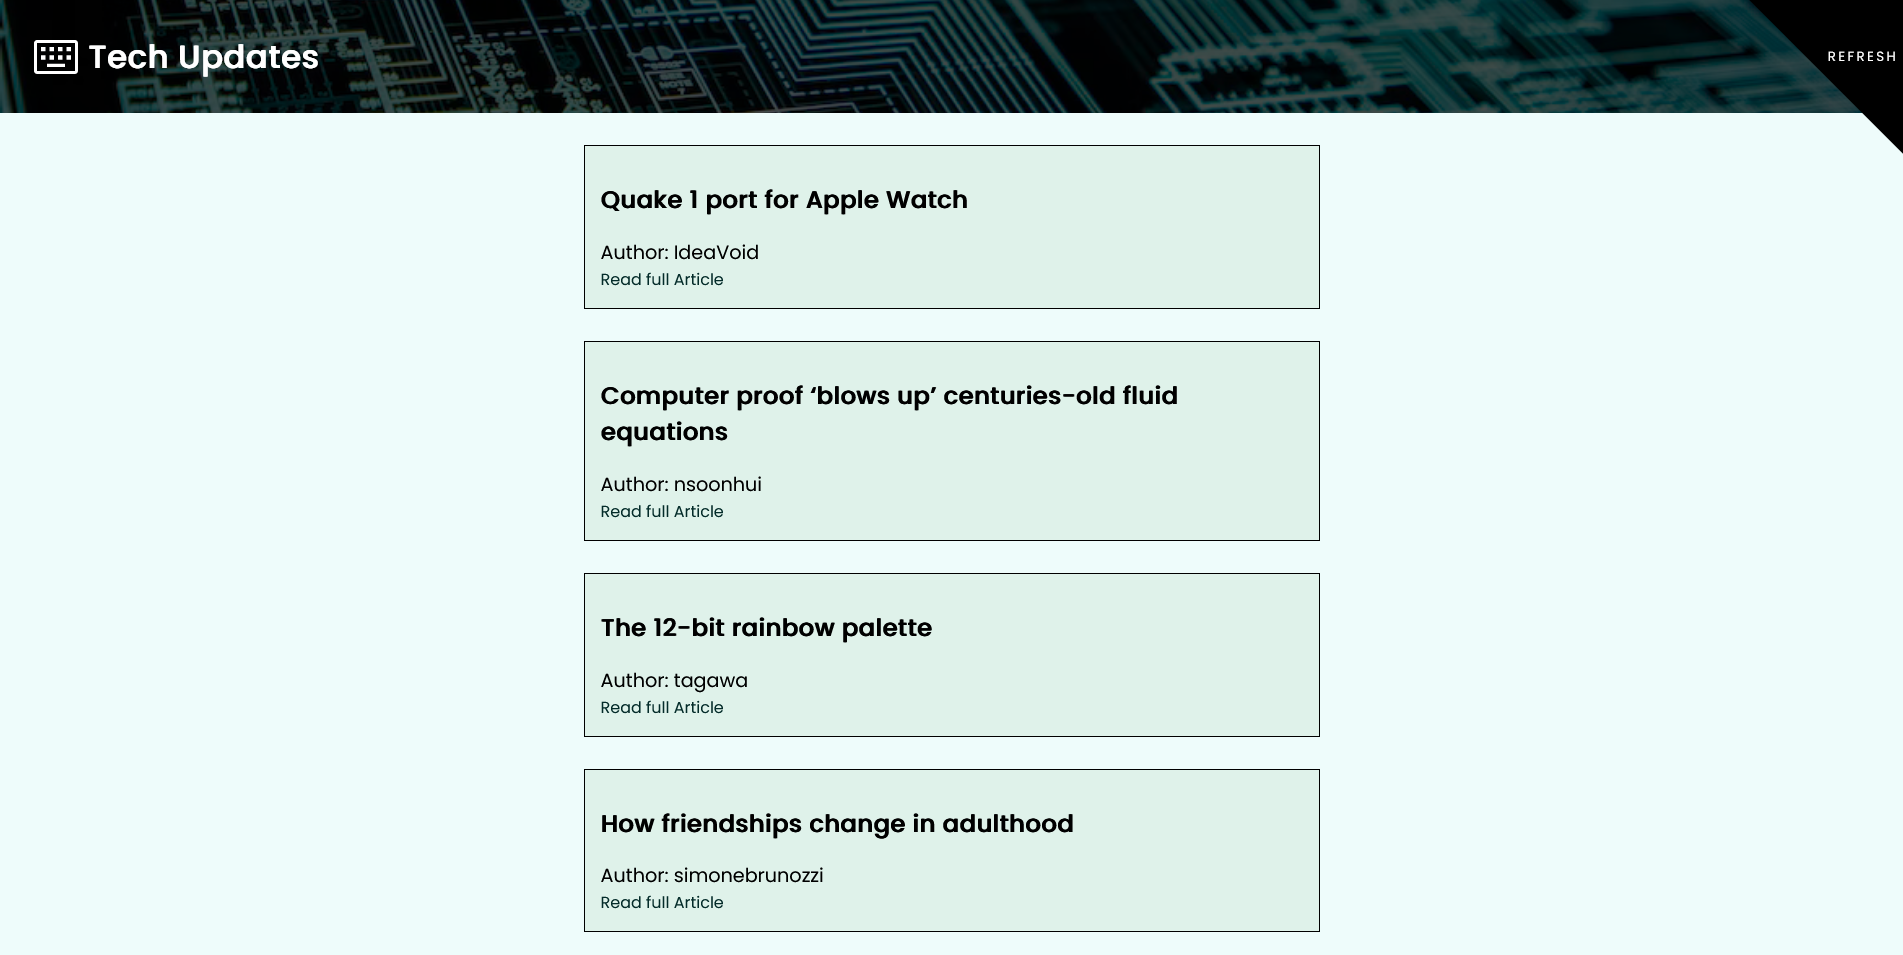 Tech Updates
REFRESH
Quake 1 port for Apple Watch
Author: IdeaVoid
Read full Article
Computer proof ‘blows up’ centuries-old fluid
equations
Author: nsoonhui
Read full Article
The 12-bit rainbow palette
Author: tagawa
Read full Article
How friendships change in adulthood
Author: simonebrunozzi
Read full Article